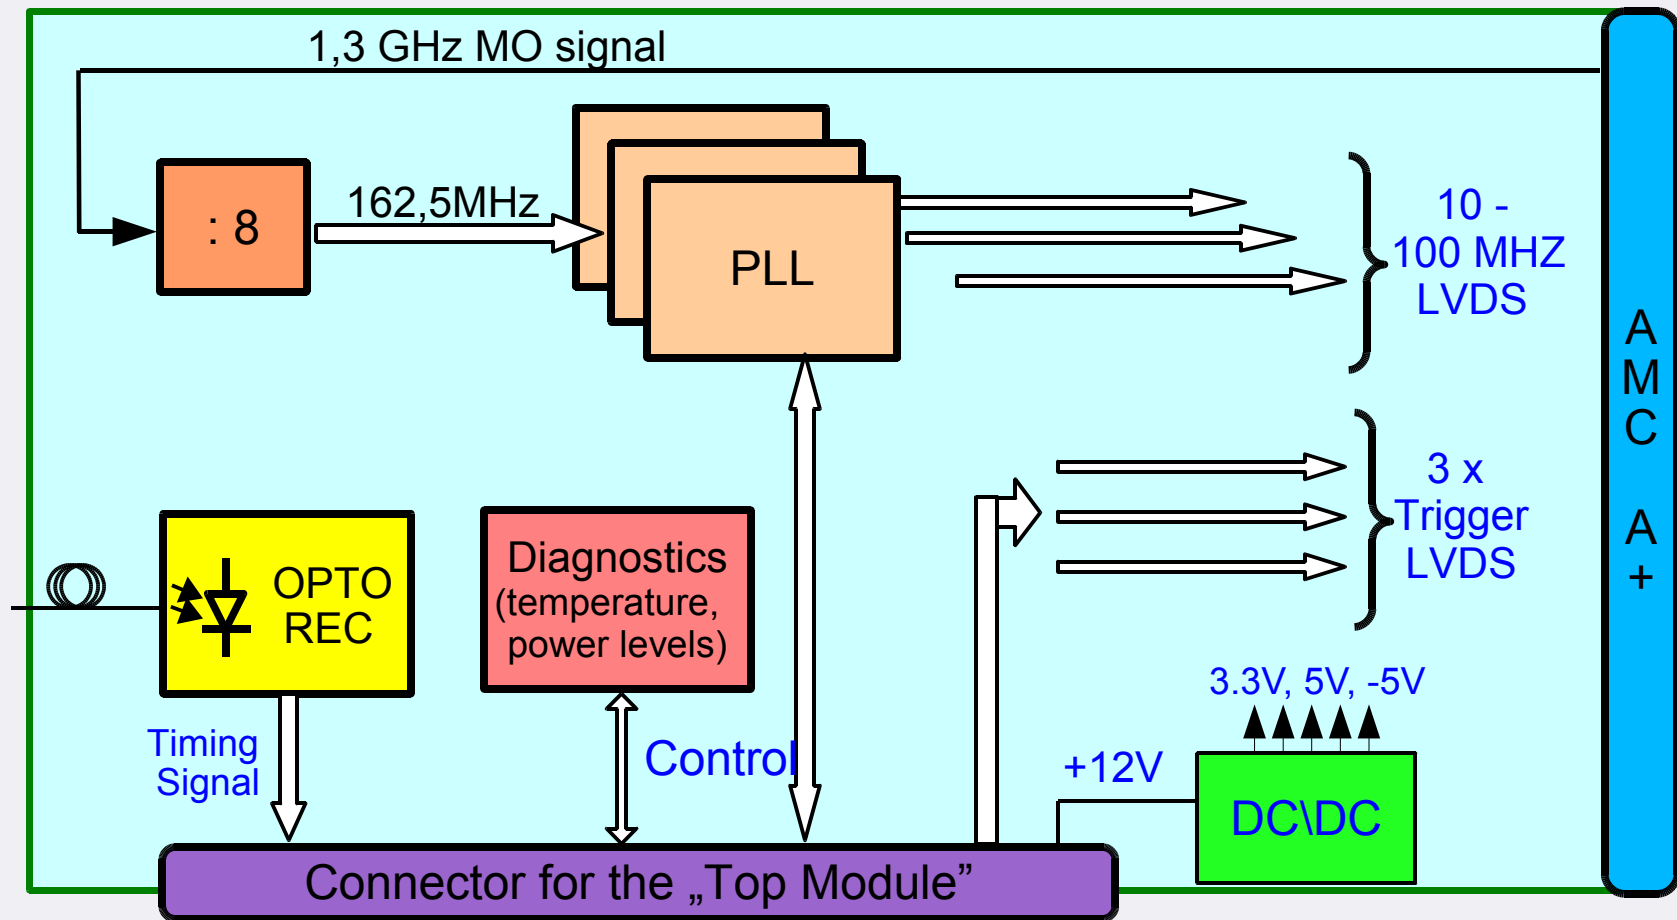 1,3 GHz MO signal
: 8
162,5MHz
PLL
10 -
100 MHZ
LVDS
A
M
C
A
+
3 x
Trigger
LVDS
OPTO
REC
Diagnostics
(temperature,
power levels)
Timing
Signal
Control
3.3V, 5V, -5V
+12V
DC\DC
Connector for the „Top Module”